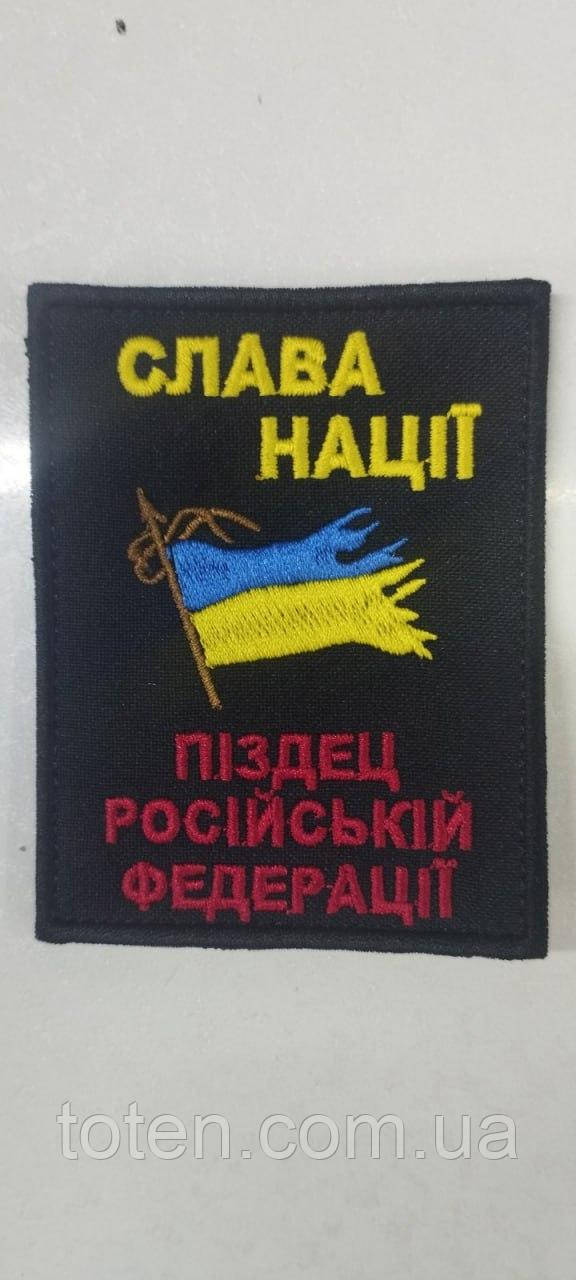 СЛАВА
НАЦІЇ
ПІЗДЕЦ
РОСІЙСЬКІЙ
ФЕДЕРАЦІЇ
toten.com.ua